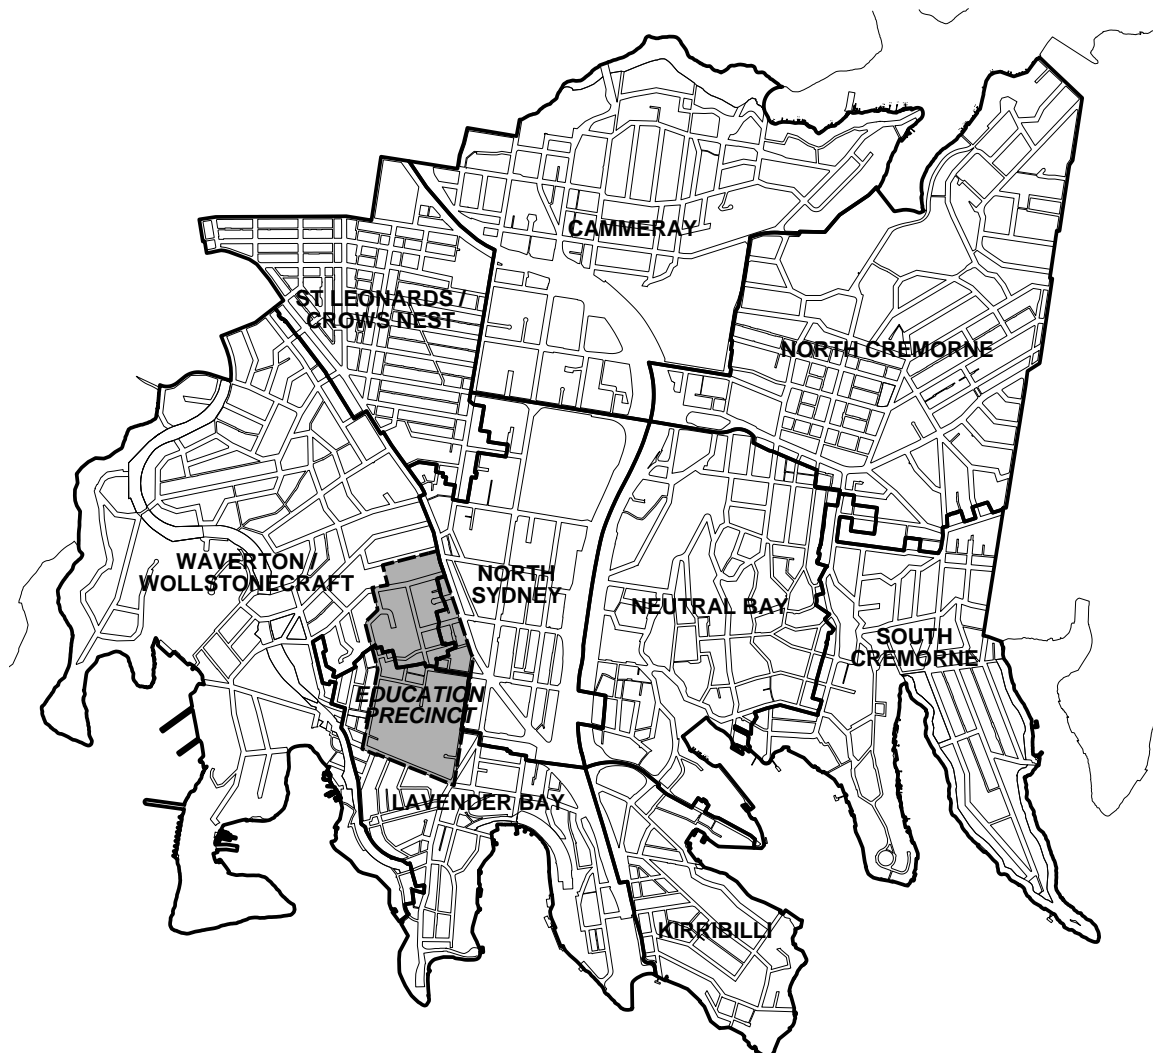 CAMMERAY
ST LEONARDS /
CROWS NEST
NORTH CREMORNE
WAVERTON /
WOLLSTONECRAFT
NORTH
SYDNEY
NEUTRAL BAY
SOUTH
CREMORNE
EDUCATION
PRECINCT
LAVENDER BAY
KIRRIBILLI